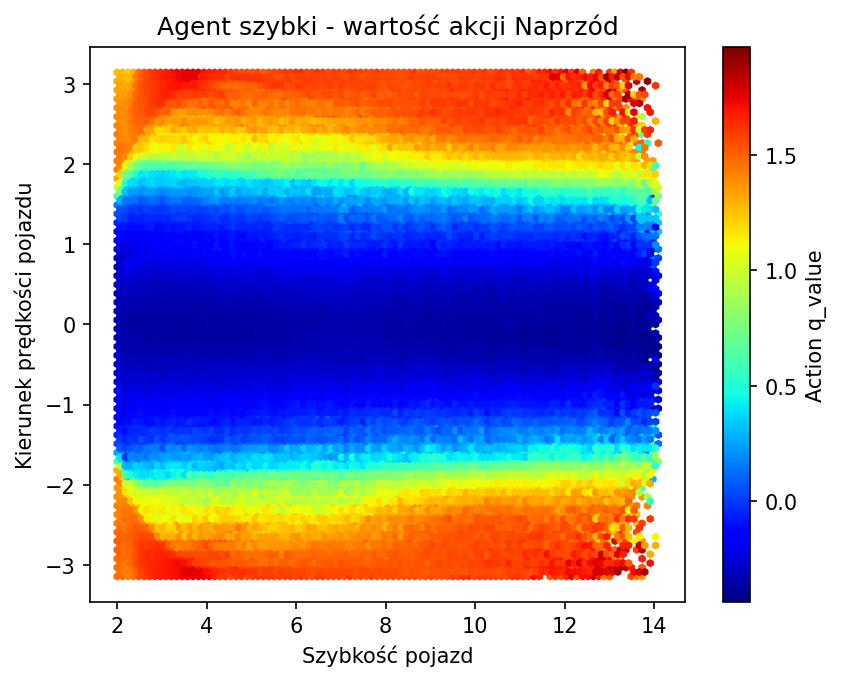 Agent szybki - wartość akcji Naprzód
Kierunek prędkości pojazdu
3
2
1
0
−1
−2
−3
2 4 6 8 10 12 14
Szybkość pojazd
1.5
1.0
0.5
0.0
Action q_value